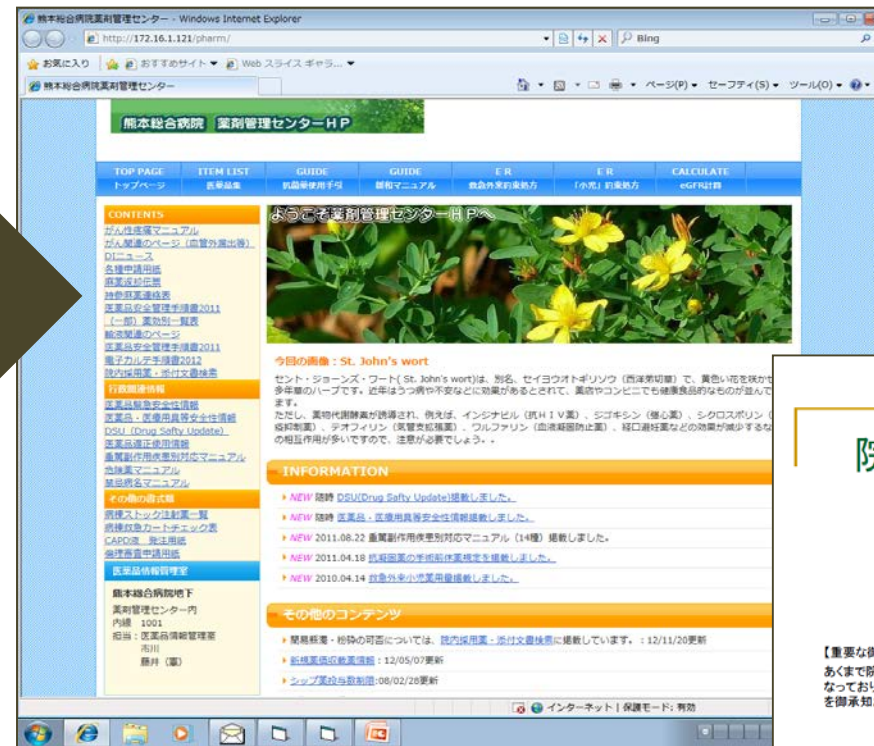 熊本総合病院薬剤管理センター - Windows Internet Explorer
http://172.16.1.121/pharm/
Bing
お気に入り
おすすめサイト
Web スライス ギャラ...
熊本総合病院薬剤管理センター
ページ(P)
セーフティ(S)
ツール(O)
熊本総合病院 薬剤管理センターHP
TOP PAGE ITEM LIST GUIDE GUIDE E R E R CALCULATE
トップページ 医薬品集 抗菌薬使用手引 緩和マニュアル 救急外来約束処方 「小児」約束処方 eGFR計算
CONTENTS
がん性疼痛マニュアル
がん関連のページ(血管外漏出等)
DIニュース
各種申請用紙
麻薬返却伝票
持参麻薬連絡表
医薬品安全管理手順書2011
(一部)薬効別一覧表
輸液関連のページ
医薬品安全管理手順書2011
電子カルテ手順書2012
院内採用薬・添付文書検索
行政関連情報
医薬品緊急安全性情報
医薬品・医療用具等安全性情報
DSU (Drug Safty Update)
医薬品適正使用情報
重篤副作用疾患別対応マニュアル
危険薬マニュアル
禁忌病名マニュアル
その他の書式類
病棟ストック注射薬一覧
病棟救急カートチェック表
CAPD液 発注用紙
倫理審査申請用紙
医薬品情報管理室
熊本総合病院地下
薬剤管理センター内
内線 1001
担当:医薬品情報管理室
市川
藤井(憲)
ようこそ薬剤管理センターHPへ
今回の画像:St. John's wort
セント・ジョーンズ・ワート( St. John's wort)は、別名、セイヨウオトギリソウ(西洋弟切草)で、黄色い花を咲かせ
多年草のハーブです。近年はうつ病や不安などに効果があるとされて、薬店やコンビニでも健康食品的なものが並んで
ます。
ただし、薬物代謝酵素が誘導され、例えば、インジナビル(抗HIV薬)、ジゴキシン(強心薬)、シクロスポリン(
疫抑制薬)、テオフィリン(気管支拡張薬)、ワルファリン(血液凝固防止薬)、経口避妊薬などの効果が減少するな
の相互作用が多いですので、注意が必要でしょう。.
INFORMATION
NEW 随時 DSU(Drug Safty Update)掲載しました。
NEW 随時 医薬品・医療用具等安全性情報掲載しました。
NEW 2011.08.22 重篤副作用疾患別対応マニュアル(14種)掲載しました。
NEW 2011.04.18 抗凝固薬の手術前休薬規定を掲載しました。
NEW 2010.04.14 救急外来小児薬用量掲載しました。
その他のコンテンツ
簡易懸濁・粉砕の可否については、院内採用薬・添付文書検索に掲載しています。:12/11/20更新
新規薬価収載薬情報:12/05/07更新
シップ薬投与数制限:08/02/28更新
インターネット | 保護モード: 有効
院
【重要な御
あくまで院
なっており
を御承知